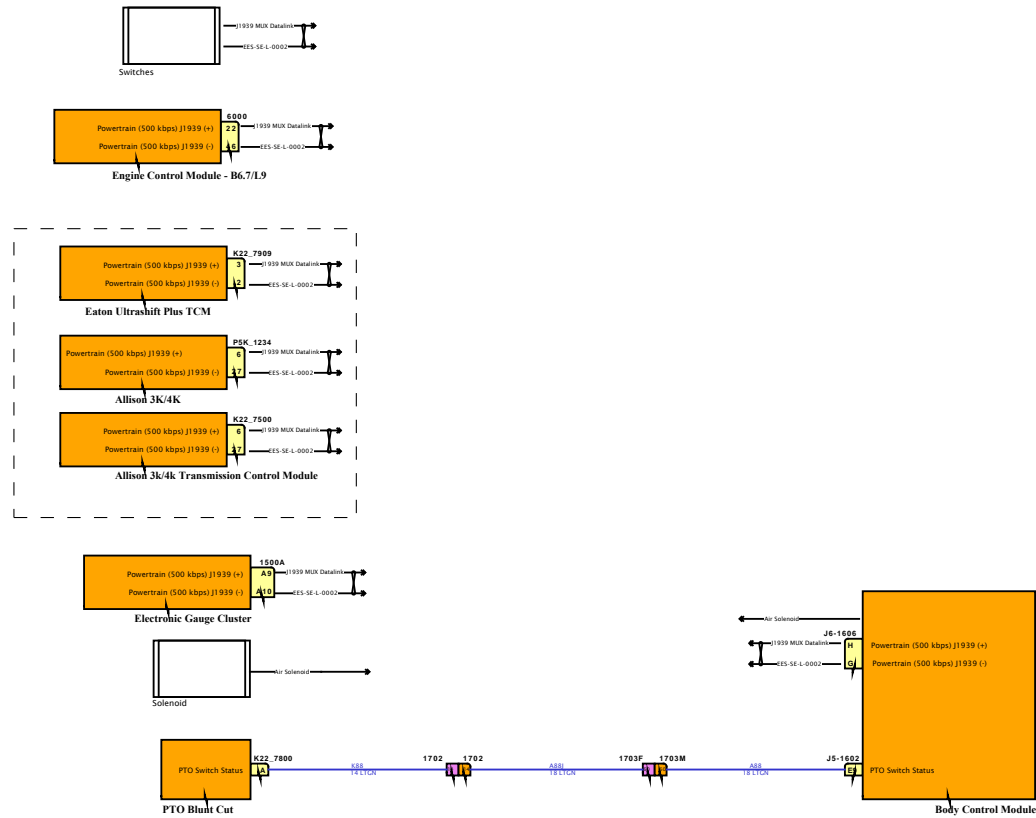 J1939 MUX Datalink
EES-SE-L-0002
Switches
6000
Powertrain (500 kbps) J1939 (+)
22
J1939 MUX Datalink
Powertrain (500 kbps) J1939 (-)
46
EES-SE-L-0002
Engine Control Module - B6.7/L9
K22_7909
Powertrain (500 kbps) J1939 (+)
3
J1939 MUX Datalink
Powertrain (500 kbps) J1939 (-)
2
EES-SE-L-0002
Eaton Ultrashift Plus TCM
P5K_1234
Powertrain (500 kbps) J1939 (+)
6
J1939 MUX Datalink
Powertrain (500 kbps) J1939 (-)
27
EES-SE-L-0002
Allison 3K/4K
K22_7500
Powertrain (500 kbps) J1939 (+)
6
J1939 MUX Datalink
Powertrain (500 kbps) J1939 (-)
27
EES-SE-L-0002
Allison 3k/4k Transmission Control Module
1500A
Powertrain (500 kbps) J1939 (+)
A9
J1939 MUX Datalink
Powertrain (500 kbps) J1939 (-)
A10
EES-SE-L-0002
Electronic Gauge Cluster
Air Solenoid
Solenoid
Air Solenoid
J6-1606
J1939 MUX Datalink
H
Powertrain (500 kbps) J1939 (+)
EES-SE-L-0002
G
Powertrain (500 kbps) J1939 (-)
K22_7800
1702
1702
1703F
1703M
J5-1602
PTO Switch Status
A
K88
14 LTGN
A88J
18 LTGN
A88
18 LTGN
PTO Switch Status
PTO Blunt Cut
Body Control Module